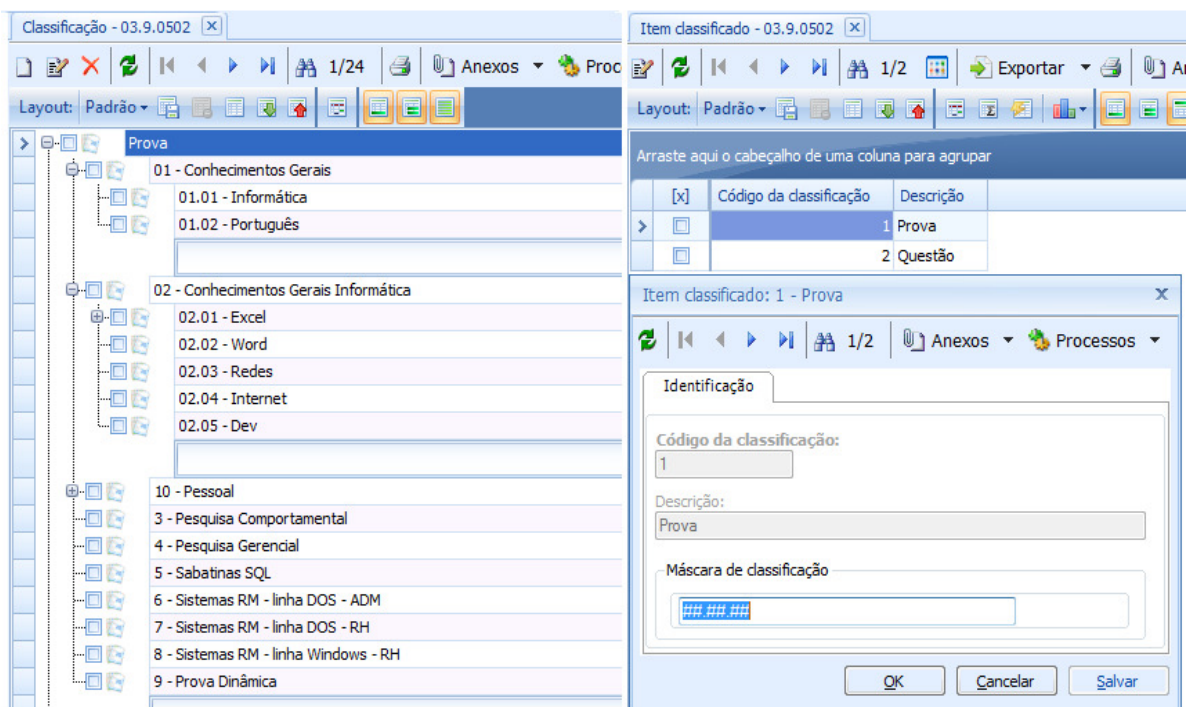 Classificação - 03.9.0502
1/24
Anexos
Proc
Layout: Padrão
Prova
01 - Conhecimentos Gerais
01.01 - Informática
01.02 - Português
02 - Conhecimentos Gerais Informática
02.01 - Excel
02.02 - Word
02.03 - Redes
02.04 - Internet
02.05 - Dev
10 - Pessoal
3 - Pesquisa Comportamental
4 - Pesquisa Gerencial
5 - Sabatinas SQL
6 - Sistemas RM - linha DOS - ADM
7 - Sistemas RM - linha DOS - RH
8 - Sistemas RM - linha Windows - RH
9 - Prova Dinâmica
Item classificado - 03.9.0502
1/2
Exportar
Layout: Padrão
Arraste aqui o cabeçalho de uma coluna para agrupar
[x] Código da classificação Descrição
1 Prova
2 Questão
Item classificado: 1 - Prova
1/2 Anexos Processos
Identificação
Código da classificação:
1
Descrição:
Prova
Máscara de classificação
##.##.##
OK Cancelar Salvar